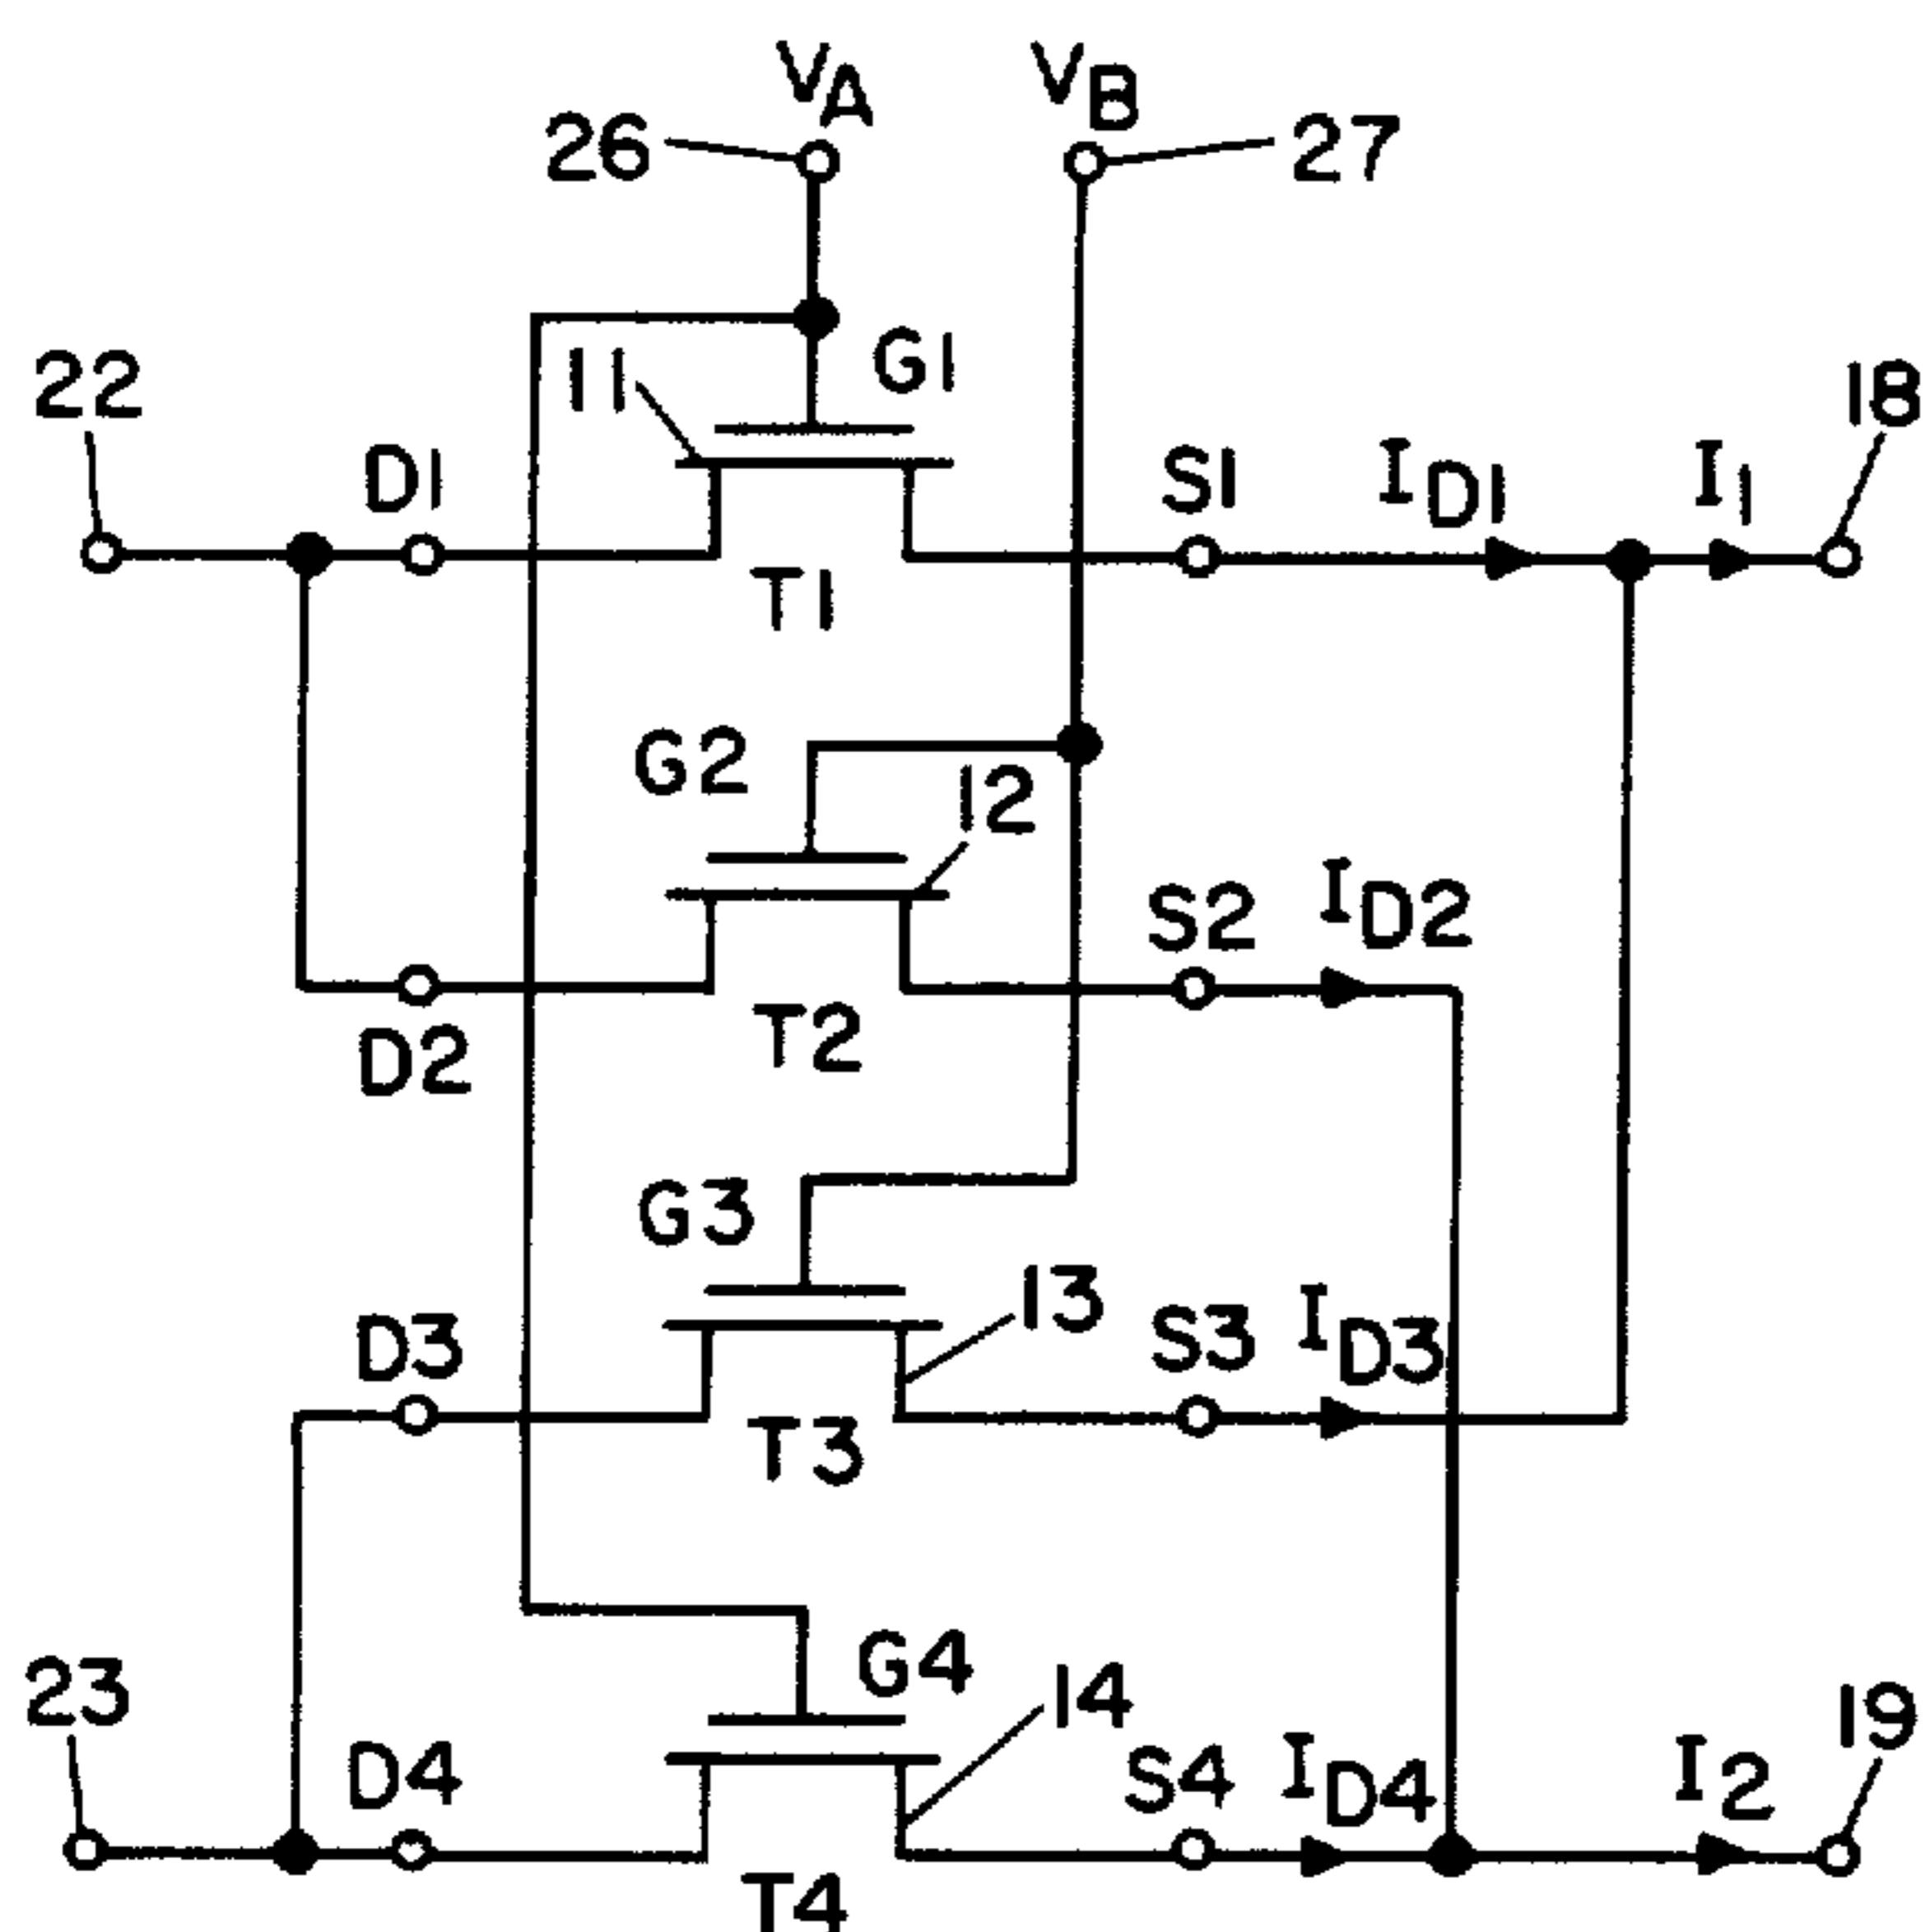 VA VB
26 27
22 11 G1 18
D1 S1 ID1 I1
T1
G2 12
S2 ID2
D2 T2
G3 13
D3 S3 ID3
T3
23 G4 14 19
D4 S4 ID4 I2
T4